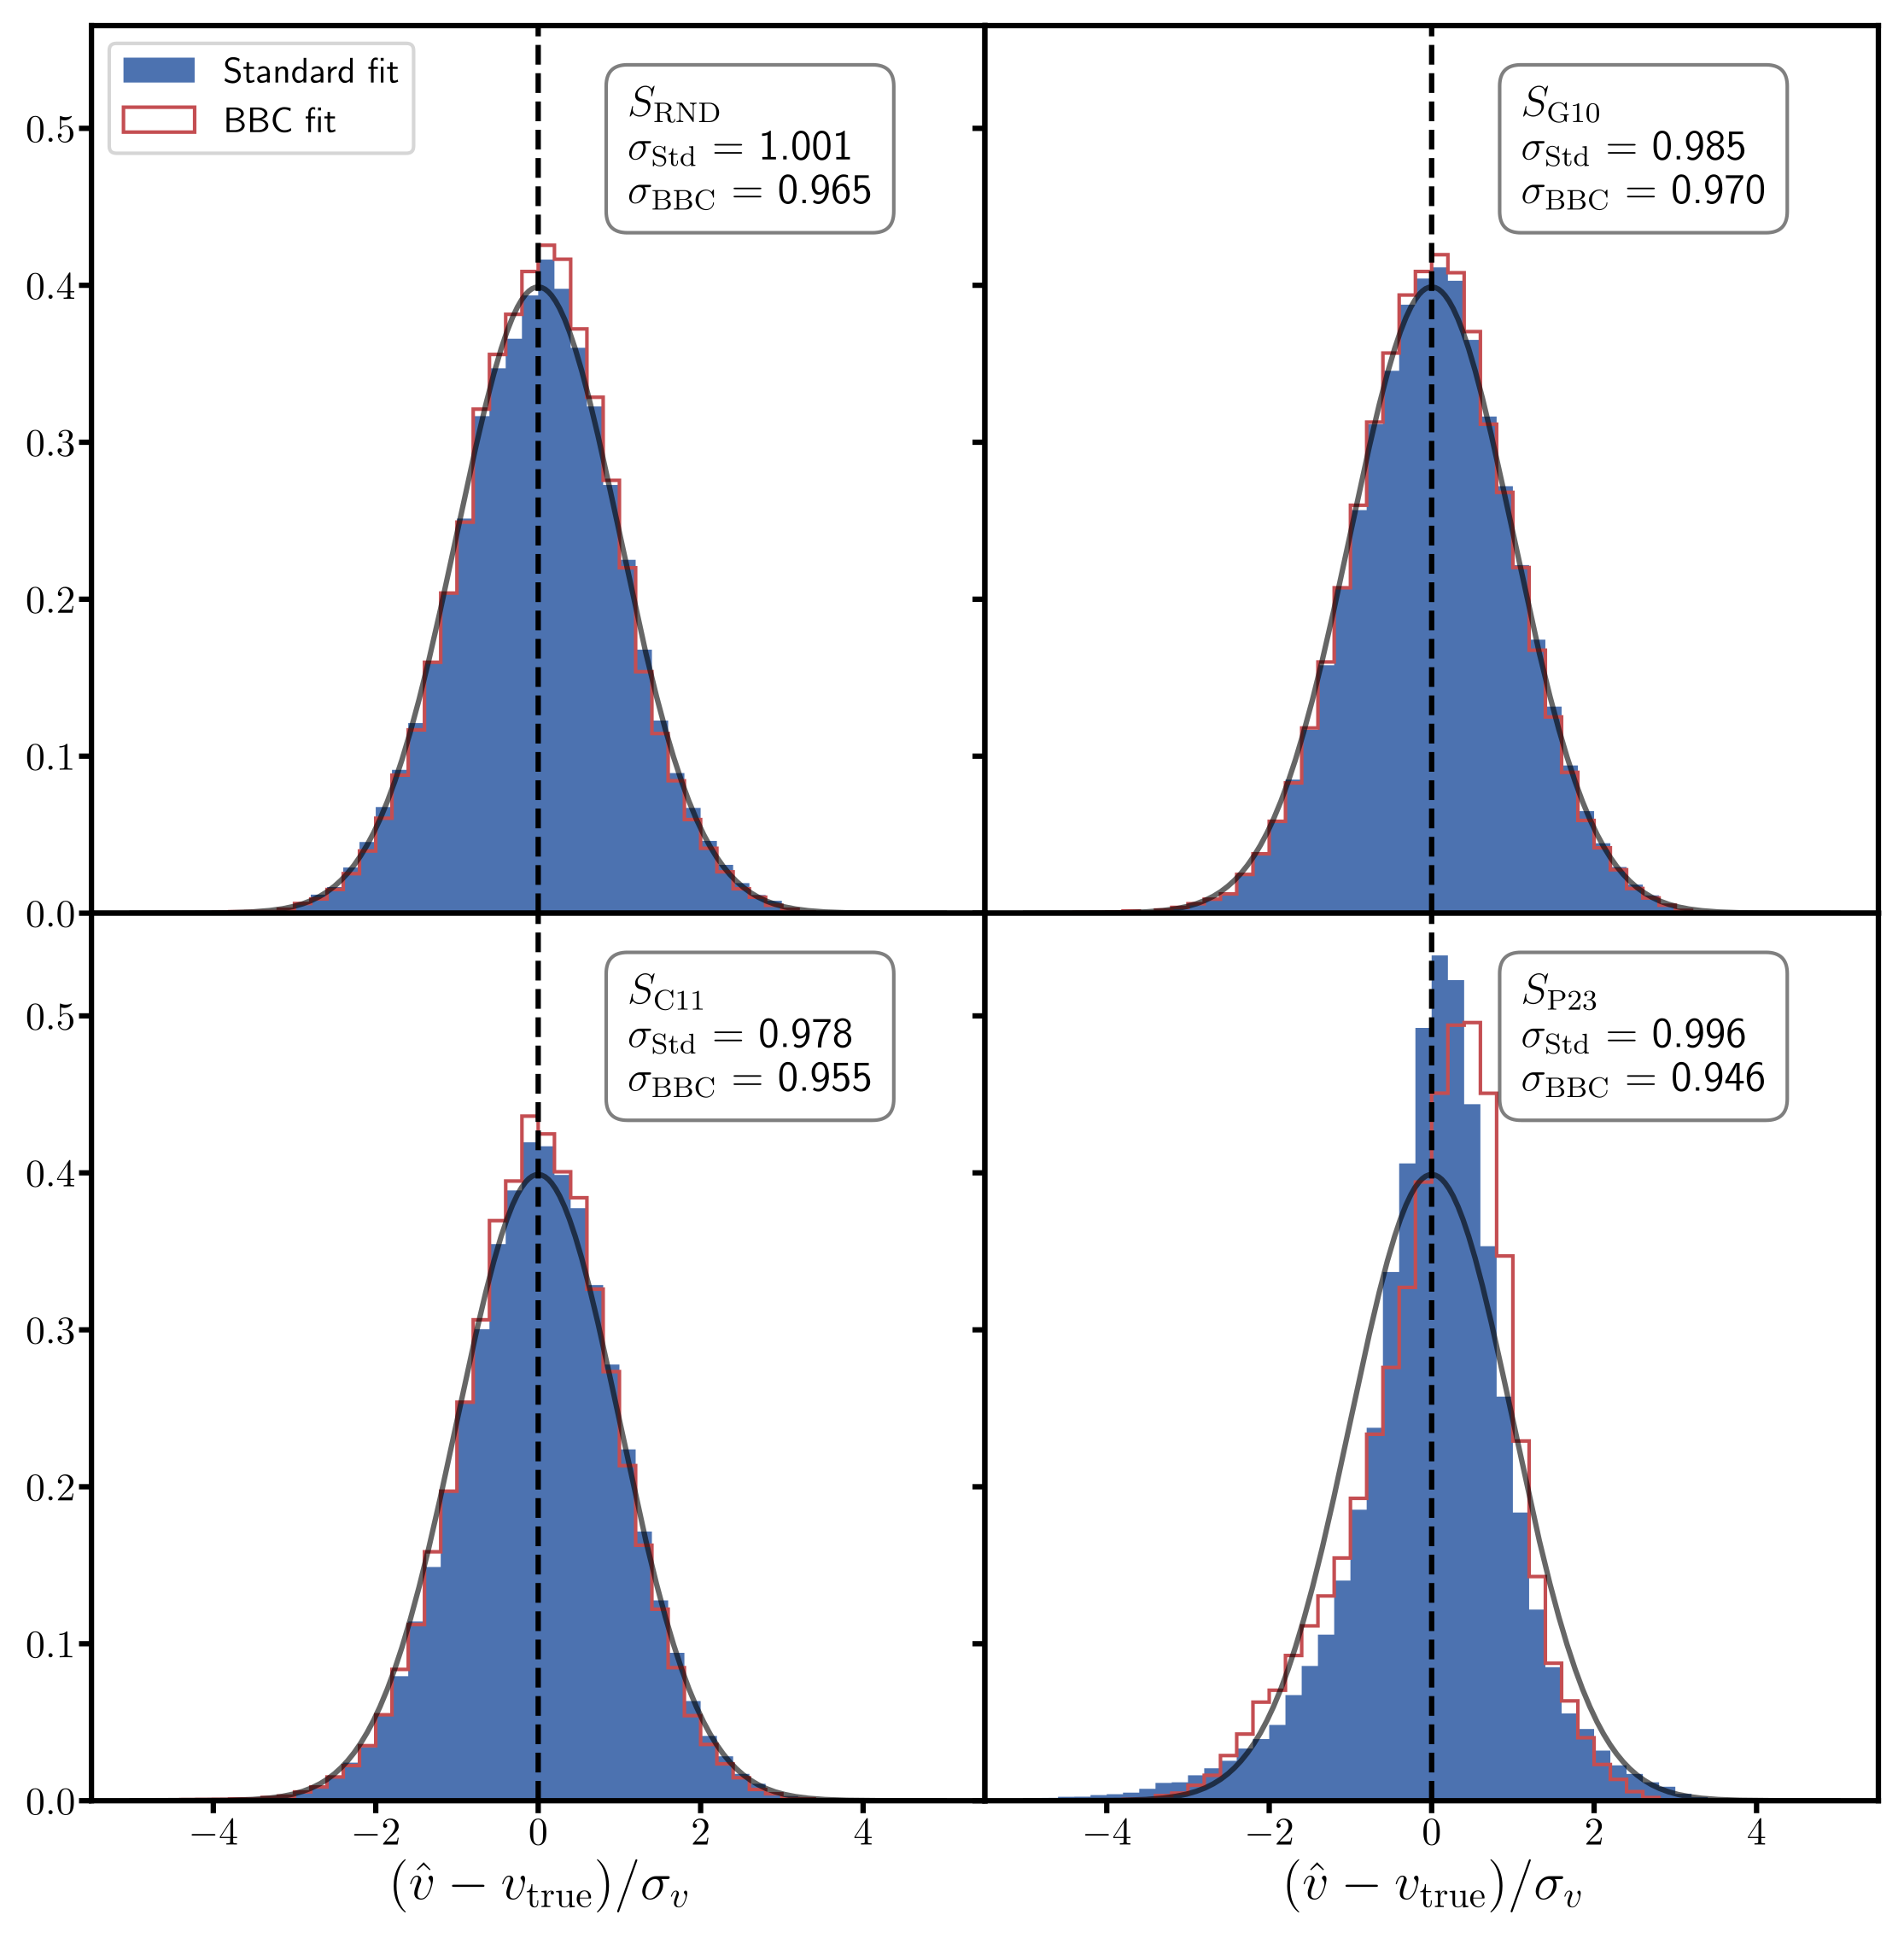 Standard fit
BBC fit
S_RND
σ_Std = 1.001
σ_BBC = 0.965
S_G10
σ_Std = 0.985
σ_BBC = 0.970
0.5
0.4
0.3
0.2
0.1
0.0
S_C11
σ_Std = 0.978
σ_BBC = 0.955
S_P23
σ_Std = 0.996
σ_BBC = 0.946
0.5
0.4
0.3
0.2
0.1
0.0
−4 −2 0 2 4
−4 −2 0 2 4
(v̂ − v_true)/σ_v
(v̂ − v_true)/σ_v